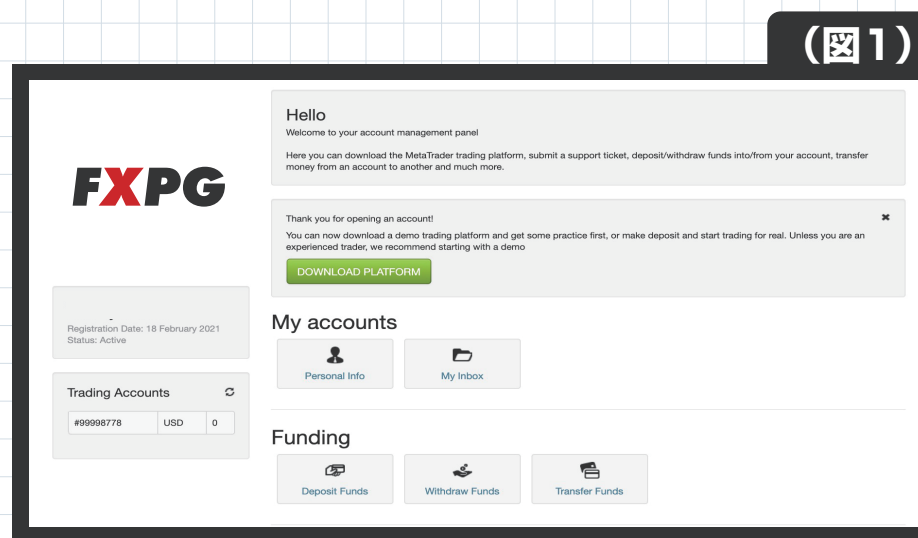 (図1)
FXPG
Hello
Welcome to your account management panel
Here you can download the MetaTrader trading platform, submit a support ticket, deposit/withdraw funds into/from your account, transfer
money from an account to another and much more.
Thank you for opening an account!
You can now download a demo trading platform and get some practice first, or make deposit and start trading for real. Unless you are an
experienced trader, we recommend starting with a demo
DOWNLOAD PLATFORM
-
Registration Date: 18 February 2021
Status: Active
Trading Accounts
#99998778 USD 0
My accounts
Personal Info My Inbox
Funding
Deposit Funds Withdraw Funds Transfer Funds